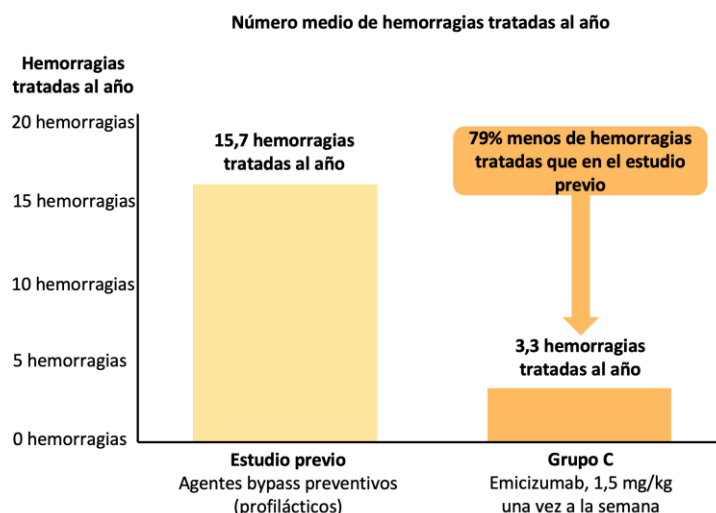 Número medio de hemorragias tratadas al año
Hemorragias
tratadas al año
20 hemorragias
15 hemorragias
10 hemorragias
5 hemorragias
0 hemorragias
15,7 hemorragias
tratadas al año
79% menos de hemorragias
tratadas que en el estudio
previo
3,3 hemorragias
tratadas al año
Estudio previo
Agentes bypass preventivos
(profilácticos)
Grupo C
Emicizumab, 1,5 mg/kg
una vez a la semana